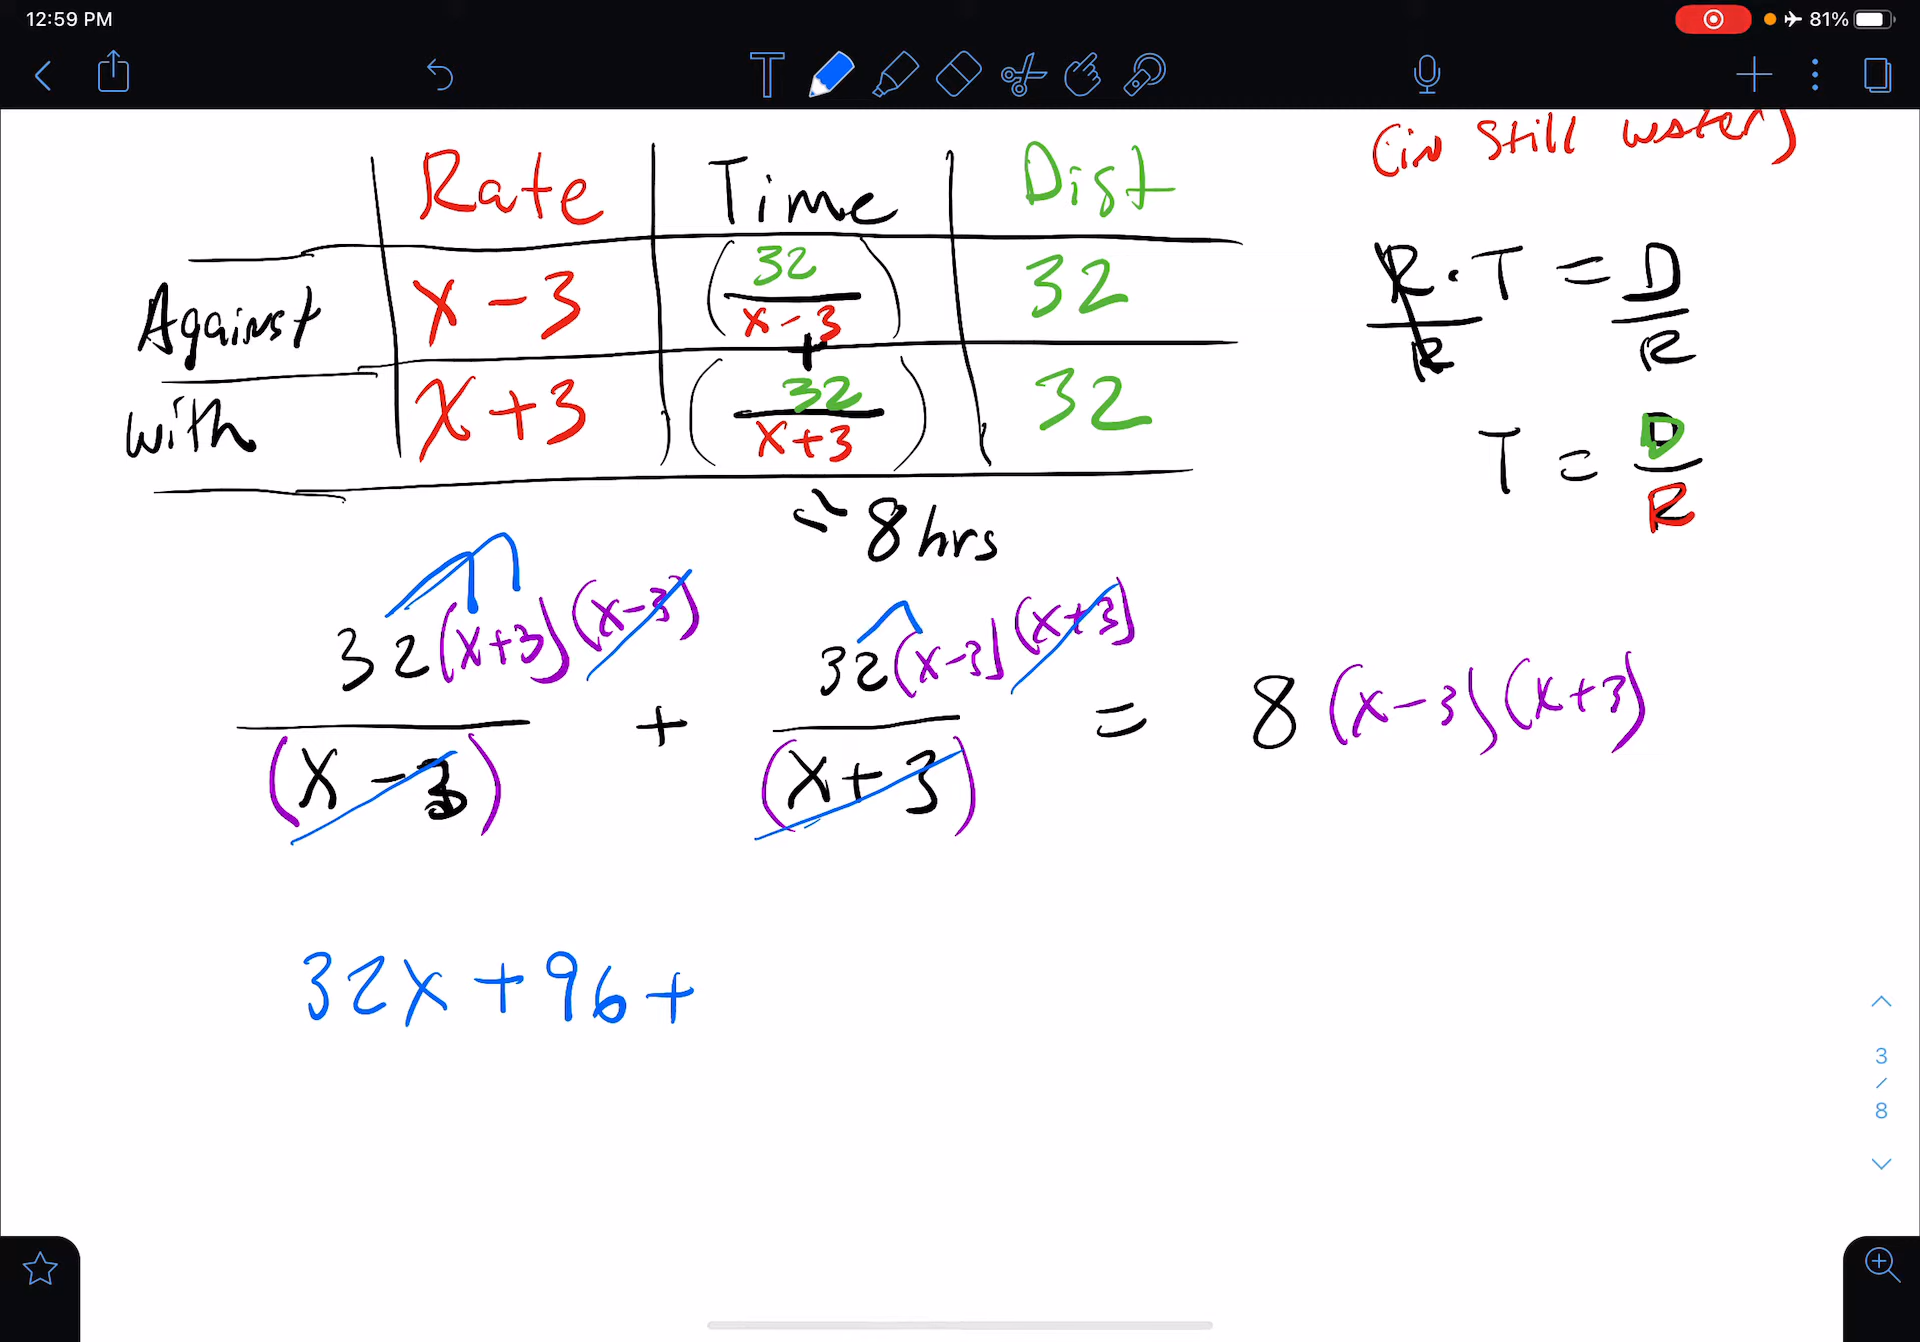 12:59 PM
81%
(in still water)
Rate Time Dist
Against x - 3 (32/(x - 3)) 32
+
with x + 3 (32/(x + 3)) 32
= 8 hrs
R · T = D
R R
T = D/R
32(x+3)(x-3) + 32(x-3)(x+3) = 8(x-3)(x+3)
(x - 3) (x + 3)
32x + 96 +
3
/
8